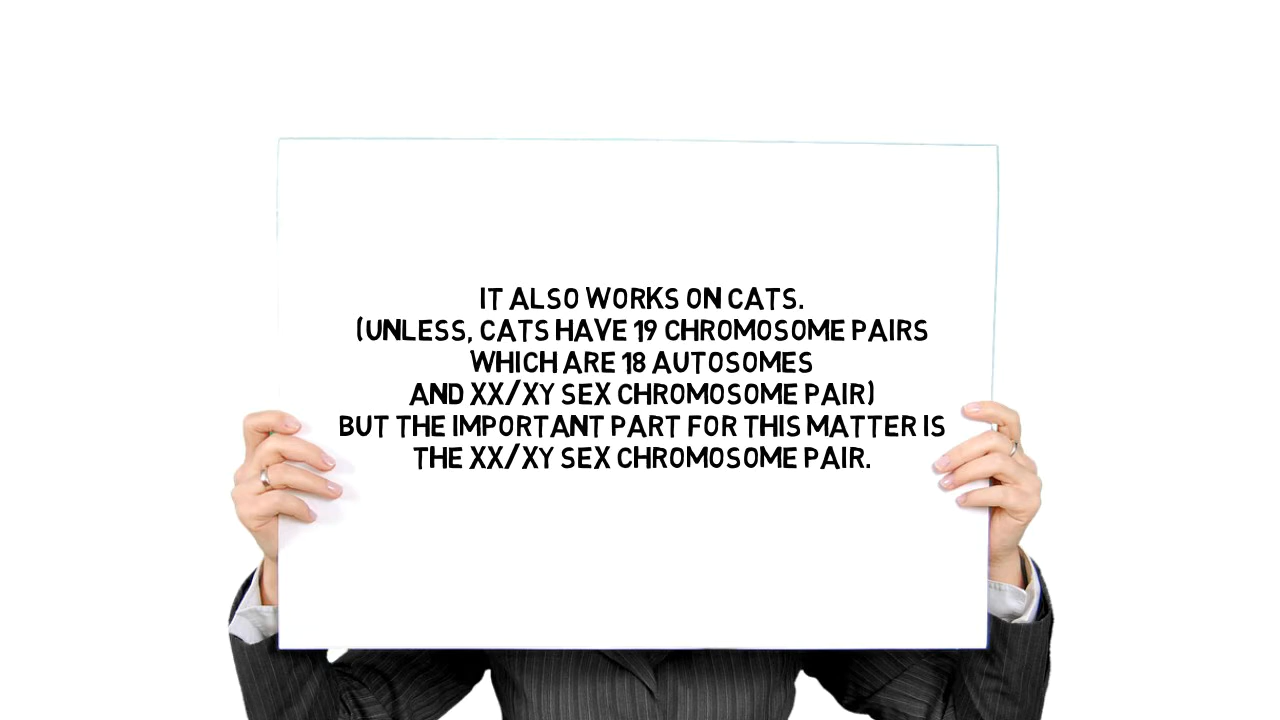 IT ALSO WORKS ON CATS.
(UNLESS, CATS HAVE 19 CHROMOSOME PAIRS
WHICH ARE 18 AUTOSOMES
AND XX/XY SEX CHROMOSOME PAIR)
BUT THE IMPORTANT PART FOR THIS MATTER IS
THE XX/XY SEX CHROMOSOME PAIR.